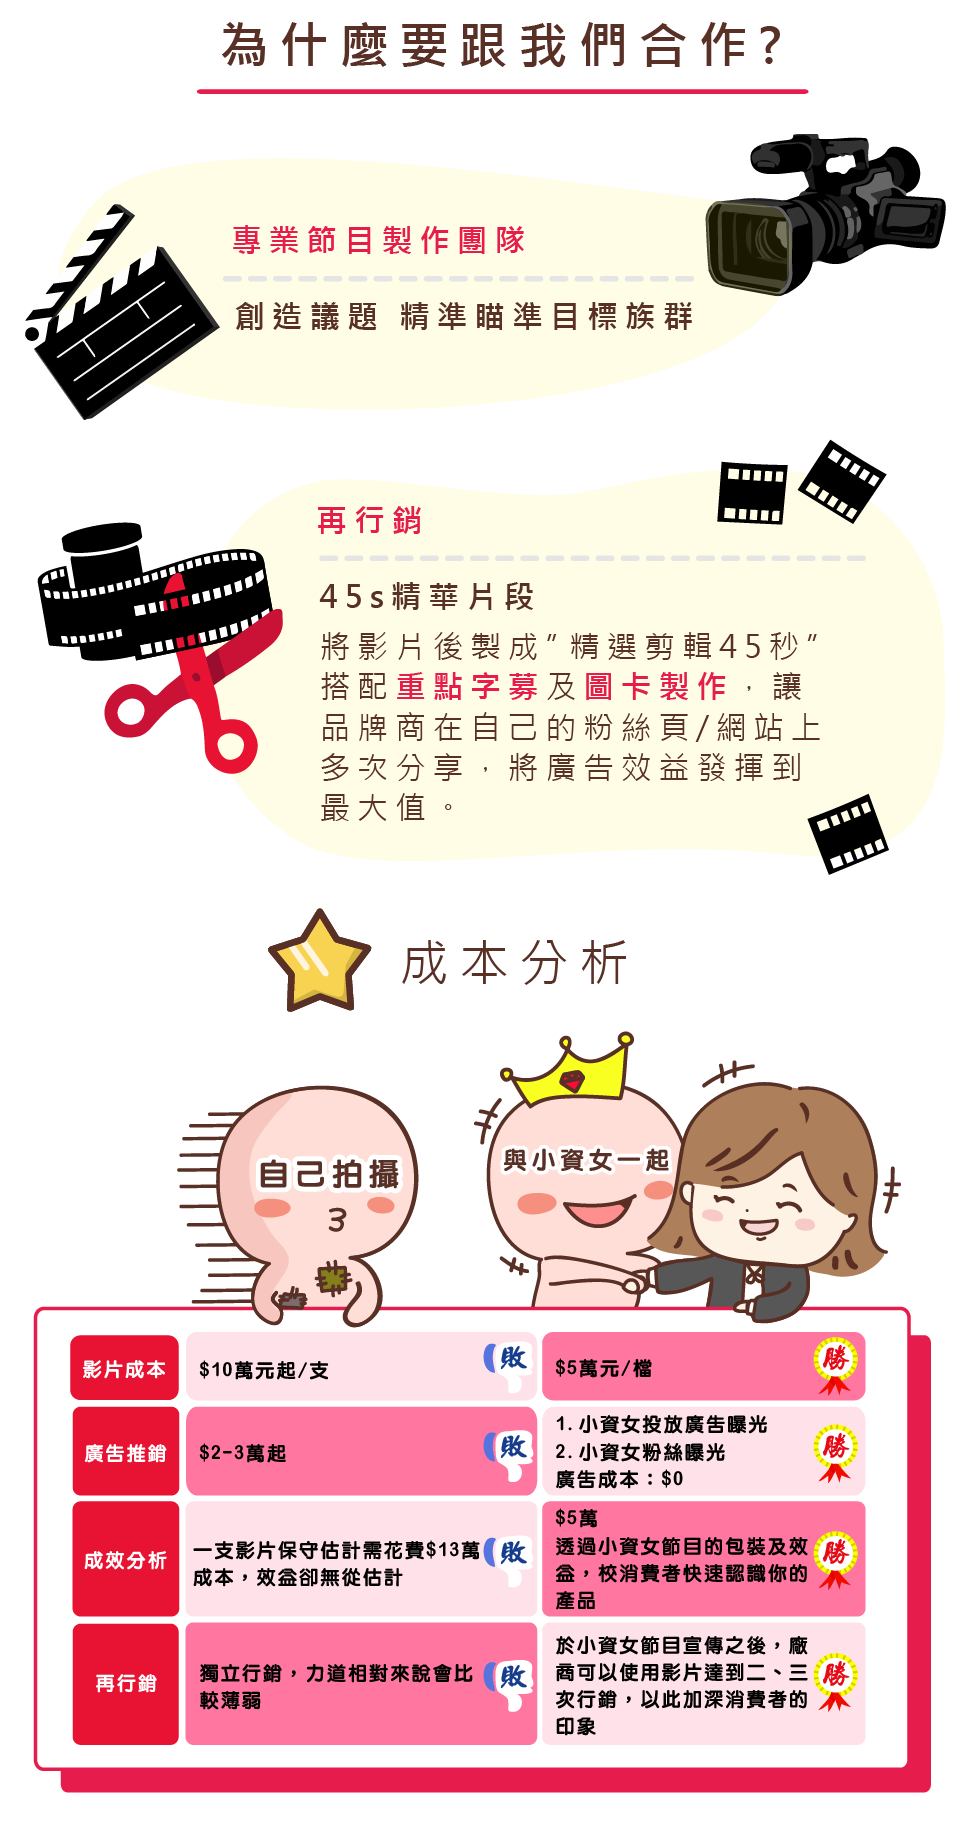 為什麼要跟我們合作?
專業節目製作團隊
創造議題 精準瞄準目標族群
再行銷
45s精華片段
將影片後製成"精選剪輯45秒"
搭配重點字幕及圖卡製作，讓
品牌商在自己的粉絲頁/網站上
多次分享，將廣告效益發揮到
最大值。
成本分析
自己拍攝
與小資女一起
影片成本
$10萬元起/支
敗
$5萬元/檔
勝
廣告推銷
$2-3萬起
敗
1.小資女投放廣告曝光
2.小資女粉絲曝光
廣告成本：$0
勝
成效分析
一支影片保守估計需花費$13萬
成本，效益卻無從估計
敗
$5萬
透過小資女節目的包裝及效
益，校消費者快速認識你的
產品
勝
再行銷
獨立行銷，力道相對來說會比
較薄弱
敗
於小資女節目宣傳之後，廠
商可以使用影片達到二、三
次行銷，以此加深消費者的
印象
勝